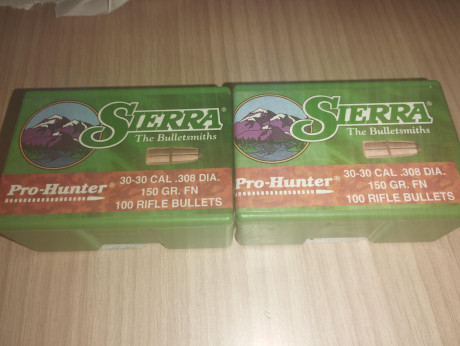 SIERRA®
The Bulletsmiths
Pro-Hunter®
30-30 CAL .308 DIA.
150 GR. FN
100 RIFLE BULLETS
SIERRA®
The Bulletsmiths
Pro-Hunter®
30-30 CAL .308 DIA.
150 GR. FN
100 RIFLE BULLETS